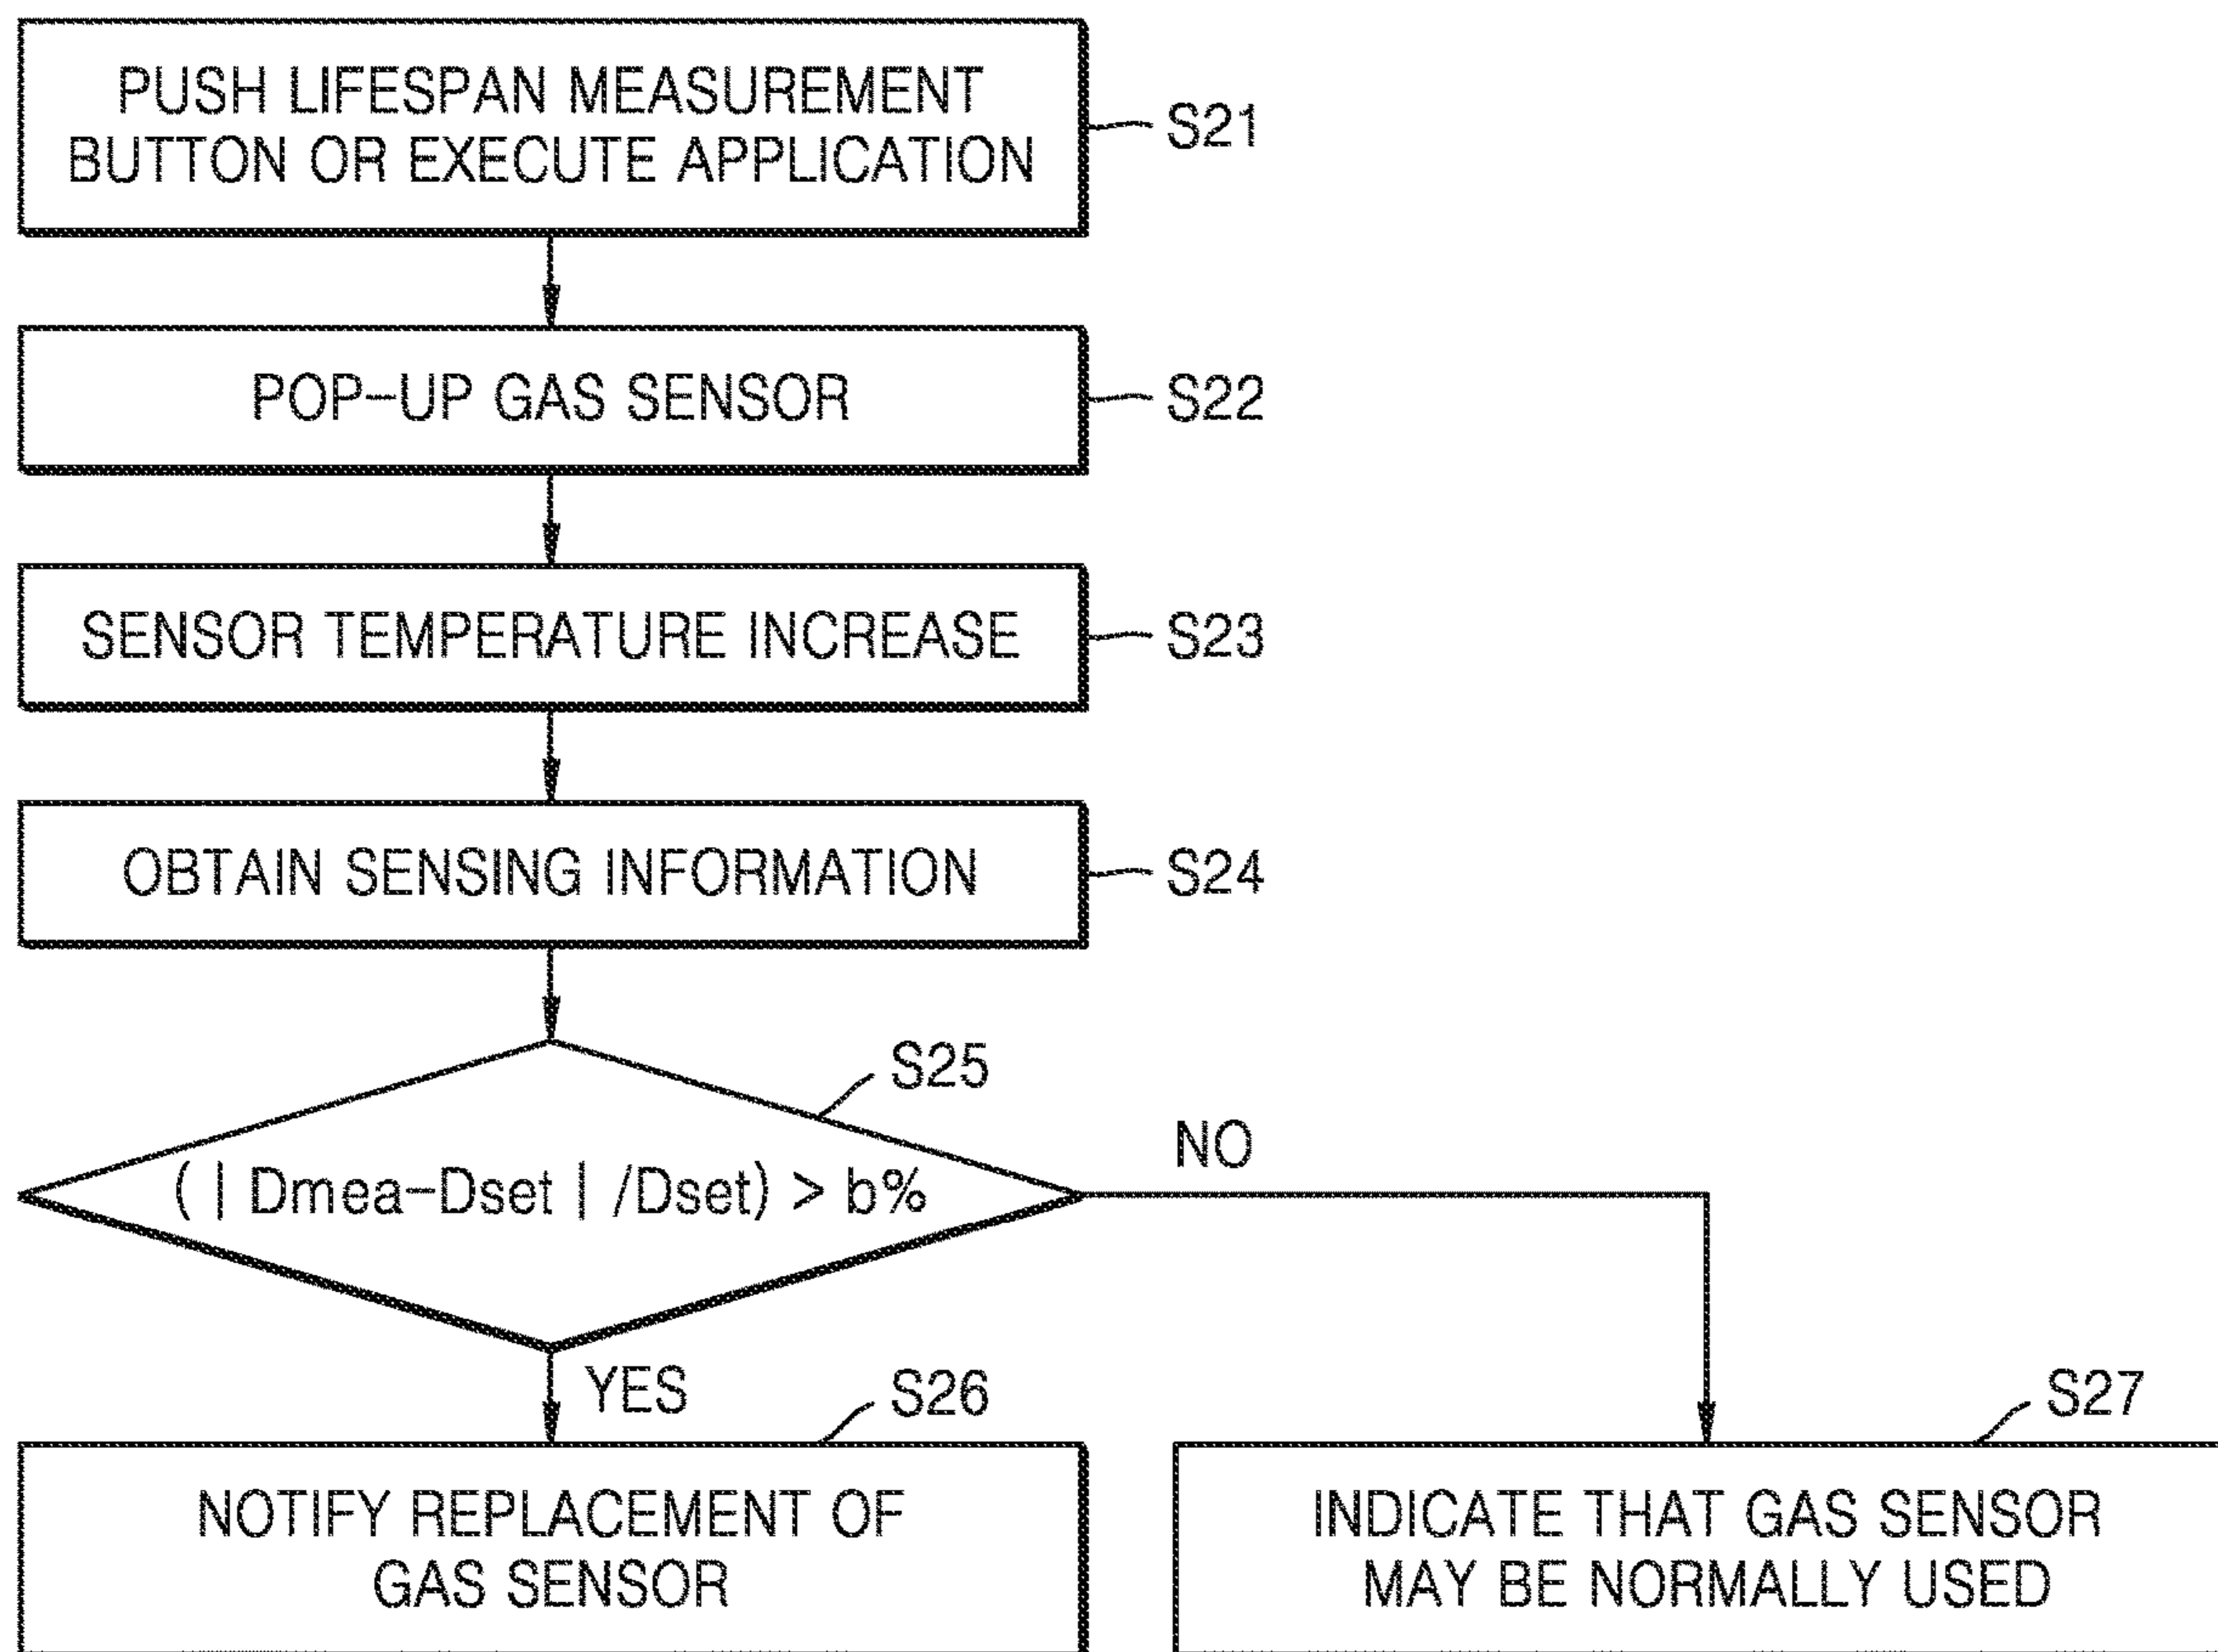 PUSH LIFESPAN MEASUREMENT
BUTTON OR EXECUTE APPLICATION
S21
POP-UP GAS SENSOR
S22
SENSOR TEMPERATURE INCREASE
S23
OBTAIN SENSING INFORMATION
S24
S25
( | Dmea-Dset | /Dset) > b%
NO
YES
S26
NOTIFY REPLACEMENT OF
GAS SENSOR
S27
INDICATE THAT GAS SENSOR
MAY BE NORMALLY USED